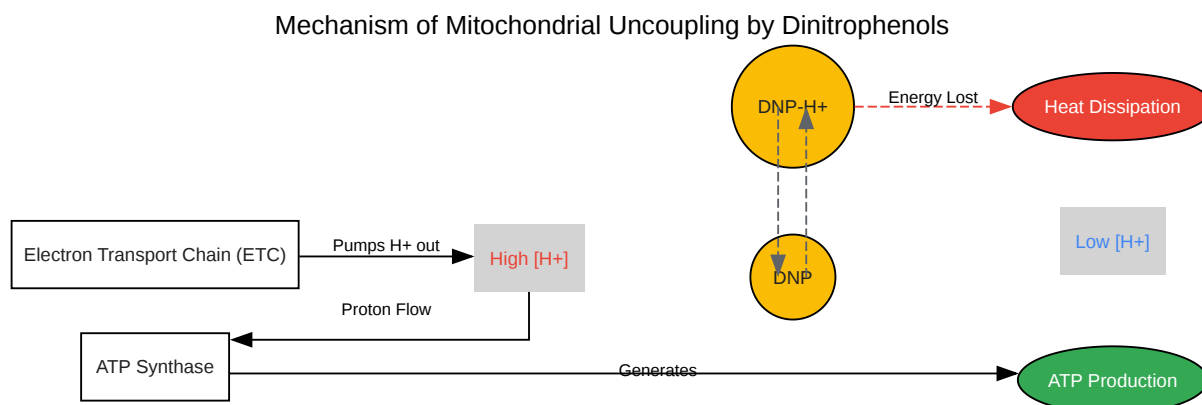 Mechanism of Mitochondrial Uncoupling by Dinitrophenols
DNP-H+
Energy Lost
Heat Dissipation
Electron Transport Chain (ETC)
Pumps H+ out
High [H+]
Low [H+]
DNP
Proton Flow
ATP Synthase
Generates
ATP Production